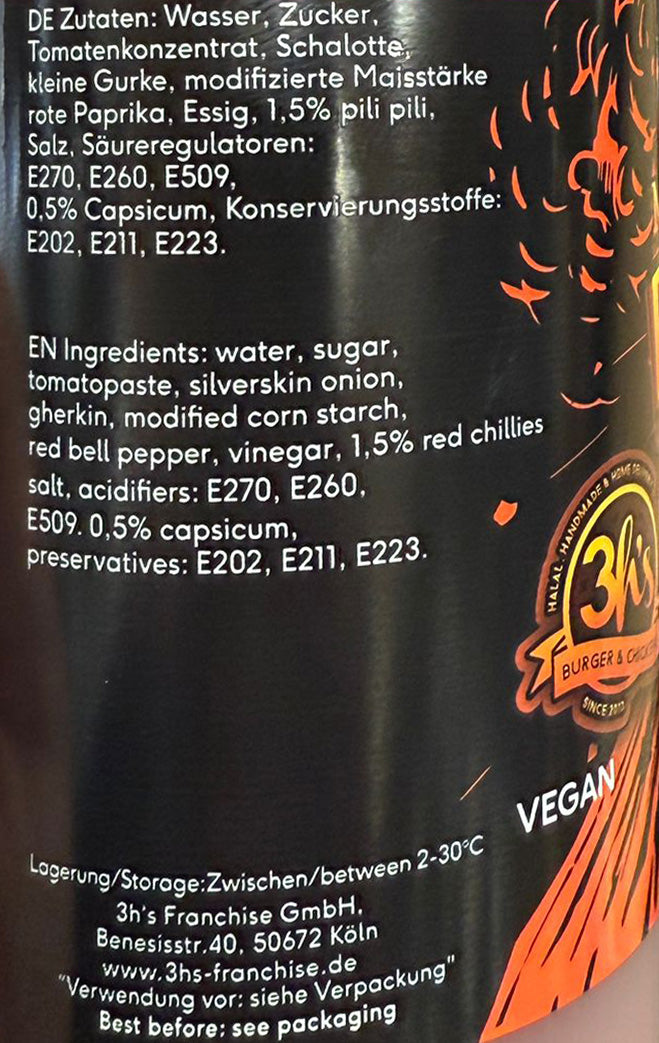 DE Zutaten: Wasser, Zucker,
Tomatenkonzentrat, Schalotte,
kleine Gurke, modifizierte Maisstärke
rote Paprika, Essig, 1,5% pili pili,
Salz, Säureregulatoren:
E270, E260, E509,
0,5% Capsicum, Konservierungsstoffe:
E202, E211, E223.
EN Ingredients: water, sugar,
tomatopaste, silverskin onion,
gherkin, modified corn starch,
red bell pepper, vinegar, 1,5% red chillies
salt, acidifiers: E270, E260,
E509. 0,5% capsicum,
preservatives: E202, E211, E223.
HALAL, HANDMADE & HOME
3h's
BURGER &
SINCE
VEGAN
Lagerung/Storage:Zwischen/between 2-30°C
3h's Franchise GmbH,
Benesisstr.40, 50672 Köln
www.3hs-franchise.de
"Verwendung vor: siehe Verpackung"
Best before: see packaging